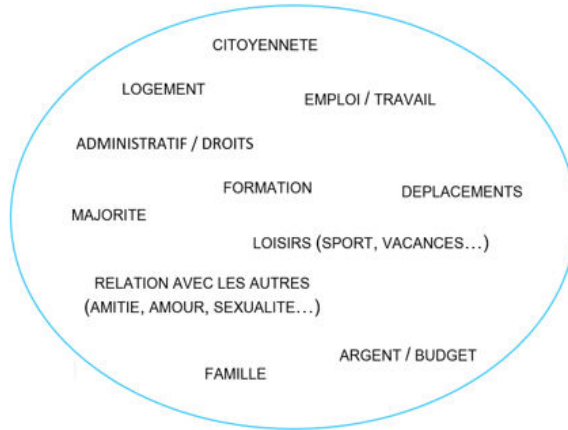 CITOYENNETE
LOGEMENT
EMPLOI / TRAVAIL
ADMINISTRATIF / DROITS
FORMATION
DEPLACEMENTS
MAJORITE
LOISIRS (SPORT, VACANCES…)
RELATION AVEC LES AUTRES
(AMITIE, AMOUR, SEXUALITE…)
ARGENT / BUDGET
FAMILLE